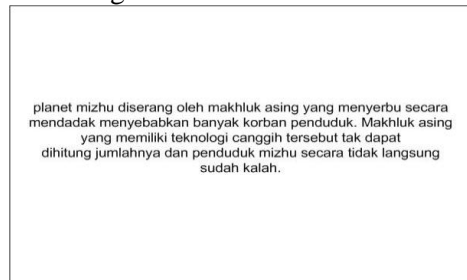 planet mizhu diserang oleh makhluk asing yang menyerbu secara
mendadak menyebabkan banyak korban penduduk. Makhluk asing
yang memiliki teknologi canggih tersebut tak dapat
dihitung jumlahnya dan penduduk mizhu secara tidak langsung
sudah kalah.